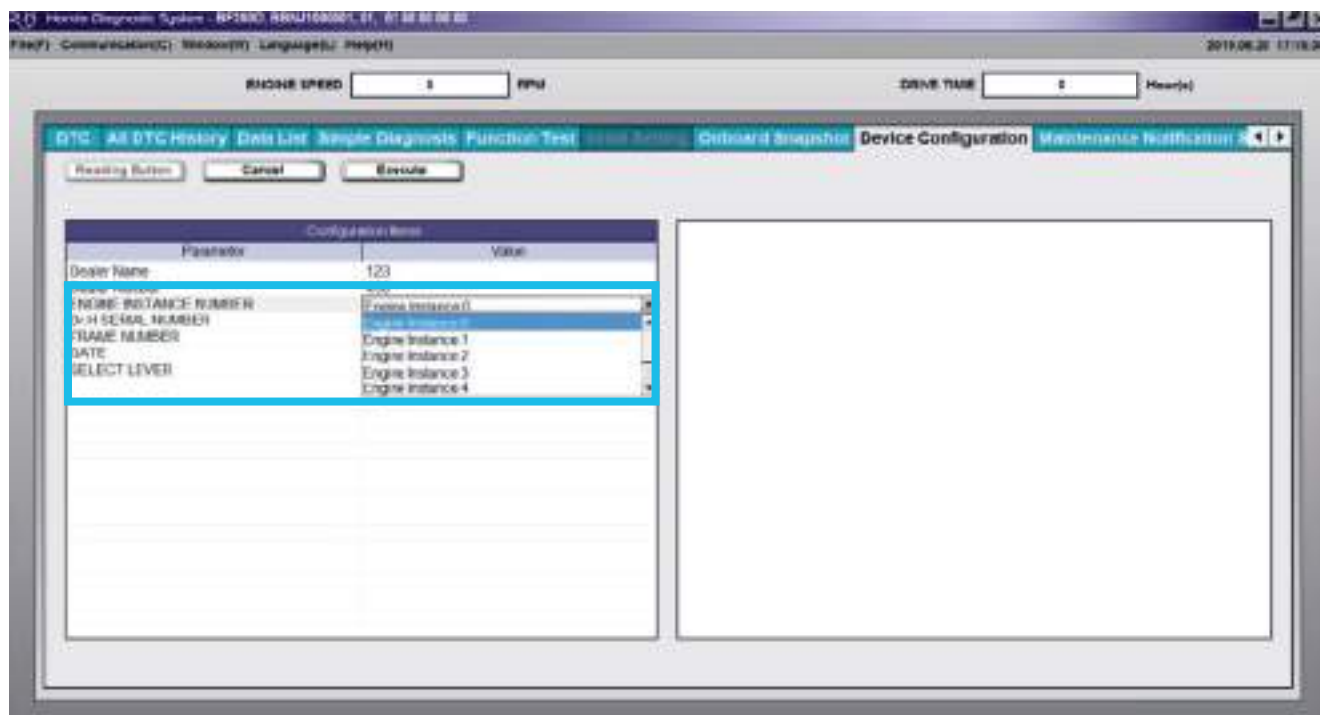 Honda Diagnostic System -
File(F) Communication(C) Window(W) Language(L) Help(H)
ENGINE SPEED RPM DRIVE TIME Hour(s)
DTC All DTC History Data List Simple Diagnosis Function Test Onboard Snapshot Device Configuration Maintenance Notification
Reading Button Cancel Execute
Configuration Items
Parameter Value
Dealer Name 123
ENGINE INSTANCE NUMBER Engine Instance 0
SERIAL NUMBER Engine Instance 0
FRAME NUMBER Engine Instance 1
DATE Engine Instance 2
SELECT LEVER Engine Instance 3
Engine Instance 4